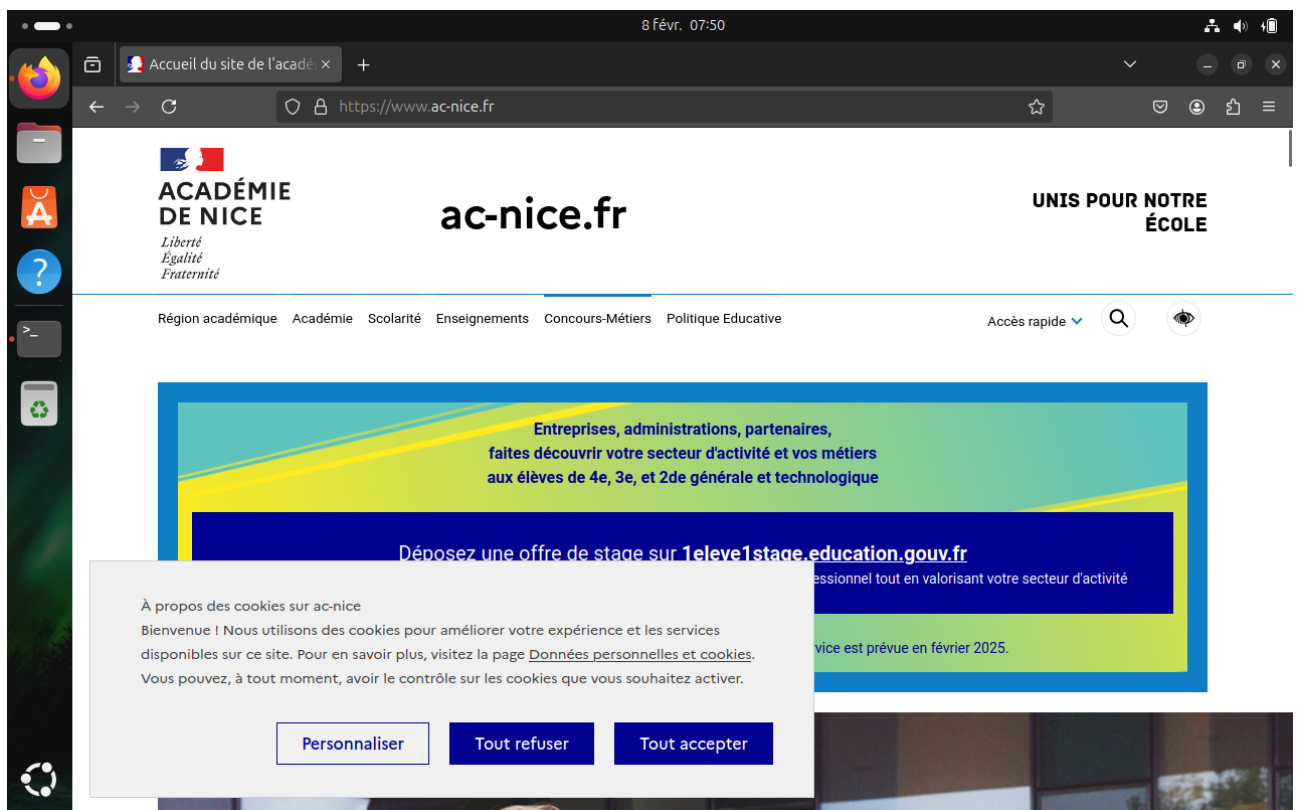 8 févr. 07:50
Accueil du site de l'acadé
https://www.ac-nice.fr
ACADÉMIE
DE NICE
Liberté
Égalité
Fraternité
ac-nice.fr
UNIS POUR NOTRE
ÉCOLE
Région académique Académie Scolarité Enseignements Concours-Métiers Politique Educative Accès rapide
Entreprises, administrations, partenaires,
faites découvrir votre secteur d'activité et vos métiers
aux élèves de 4e, 3e, et 2de générale et technologique
Déposez une offre de stage sur 1eleve1stage.education.gouv.fr
essionnel tout en valorisant votre secteur d'activité
vice est prévue en février 2025.
À propos des cookies sur ac-nice
Bienvenue ! Nous utilisons des cookies pour améliorer votre expérience et les services
disponibles sur ce site. Pour en savoir plus, visitez la page Données personnelles et cookies.
Vous pouvez, à tout moment, avoir le contrôle sur les cookies que vous souhaitez activer.
Personnaliser Tout refuser Tout accepter